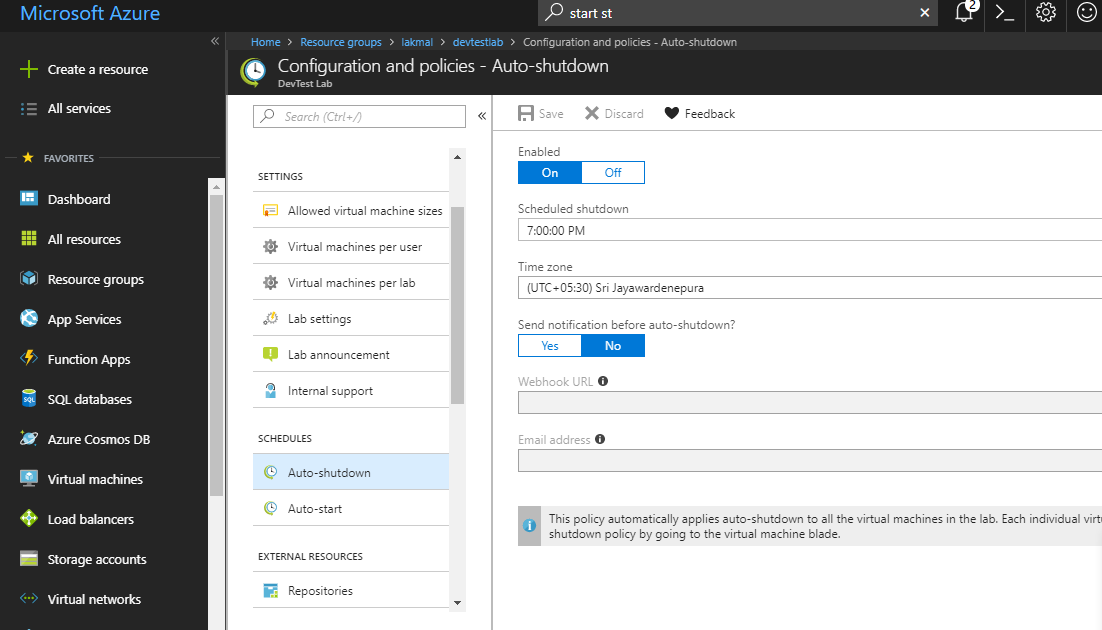 Microsoft Azure
start st
2
Home > Resource groups > lakmal > devtestlab > Configuration and policies - Auto-shutdown
Configuration and policies - Auto-shutdown
DevTest Lab
Create a resource
All services
FAVORITES
Dashboard
All resources
Resource groups
App Services
Function Apps
SQL databases
Azure Cosmos DB
Virtual machines
Load balancers
Storage accounts
Virtual networks
Search (Ctrl+/)
SETTINGS
Allowed virtual machine sizes
Virtual machines per user
Virtual machines per lab
Lab settings
Lab announcement
Internal support
SCHEDULES
Auto-shutdown
Auto-start
EXTERNAL RESOURCES
Repositories
Save Discard Feedback
Enabled
On Off
Scheduled shutdown
7:00:00 PM
Time zone
(UTC+05:30) Sri Jayawardenepura
Send notification before auto-shutdown?
Yes No
Webhook URL
Email address
This policy automatically applies auto-shutdown to all the virtual machines in the lab. Each individual virt
shutdown policy by going to the virtual machine blade.